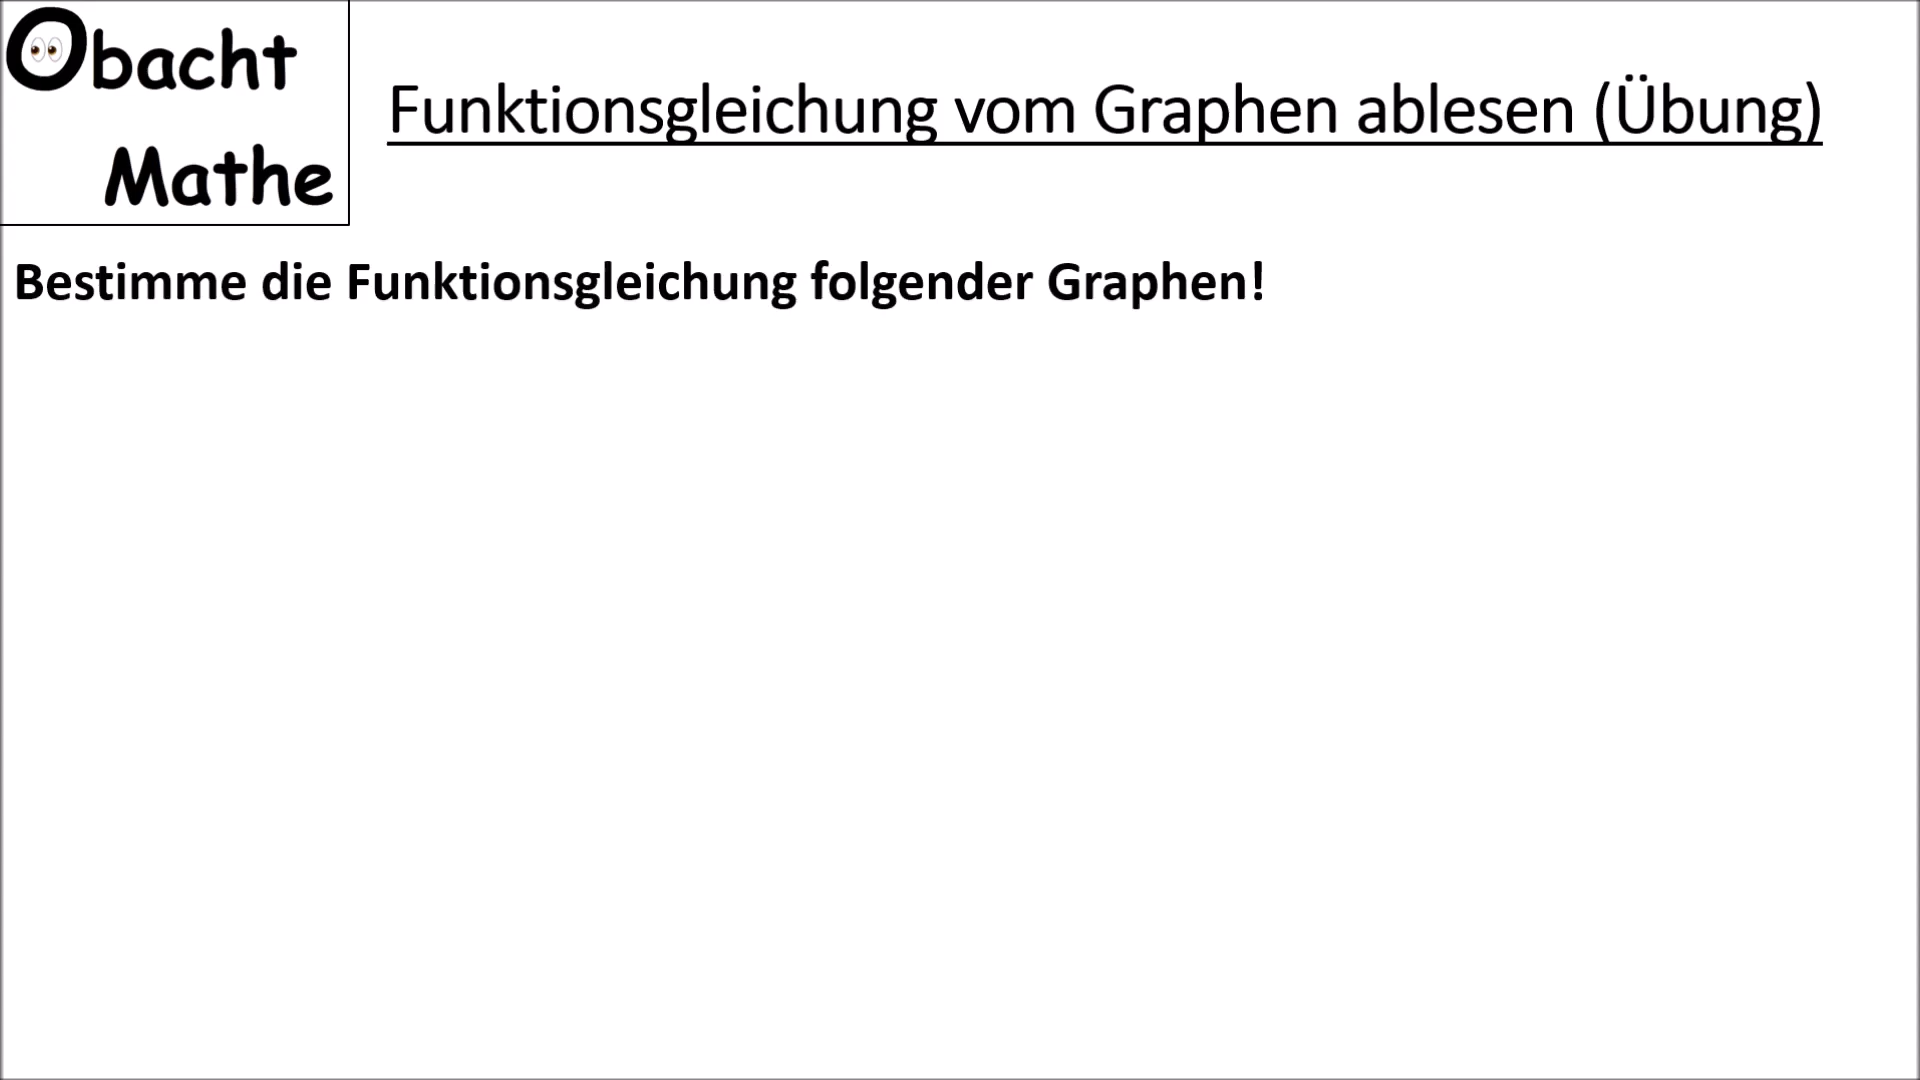 Obacht
Mathe
Funktionsgleichung vom Graphen ablesen (Übung)
Bestimme die Funktionsgleichung folgender Graphen!